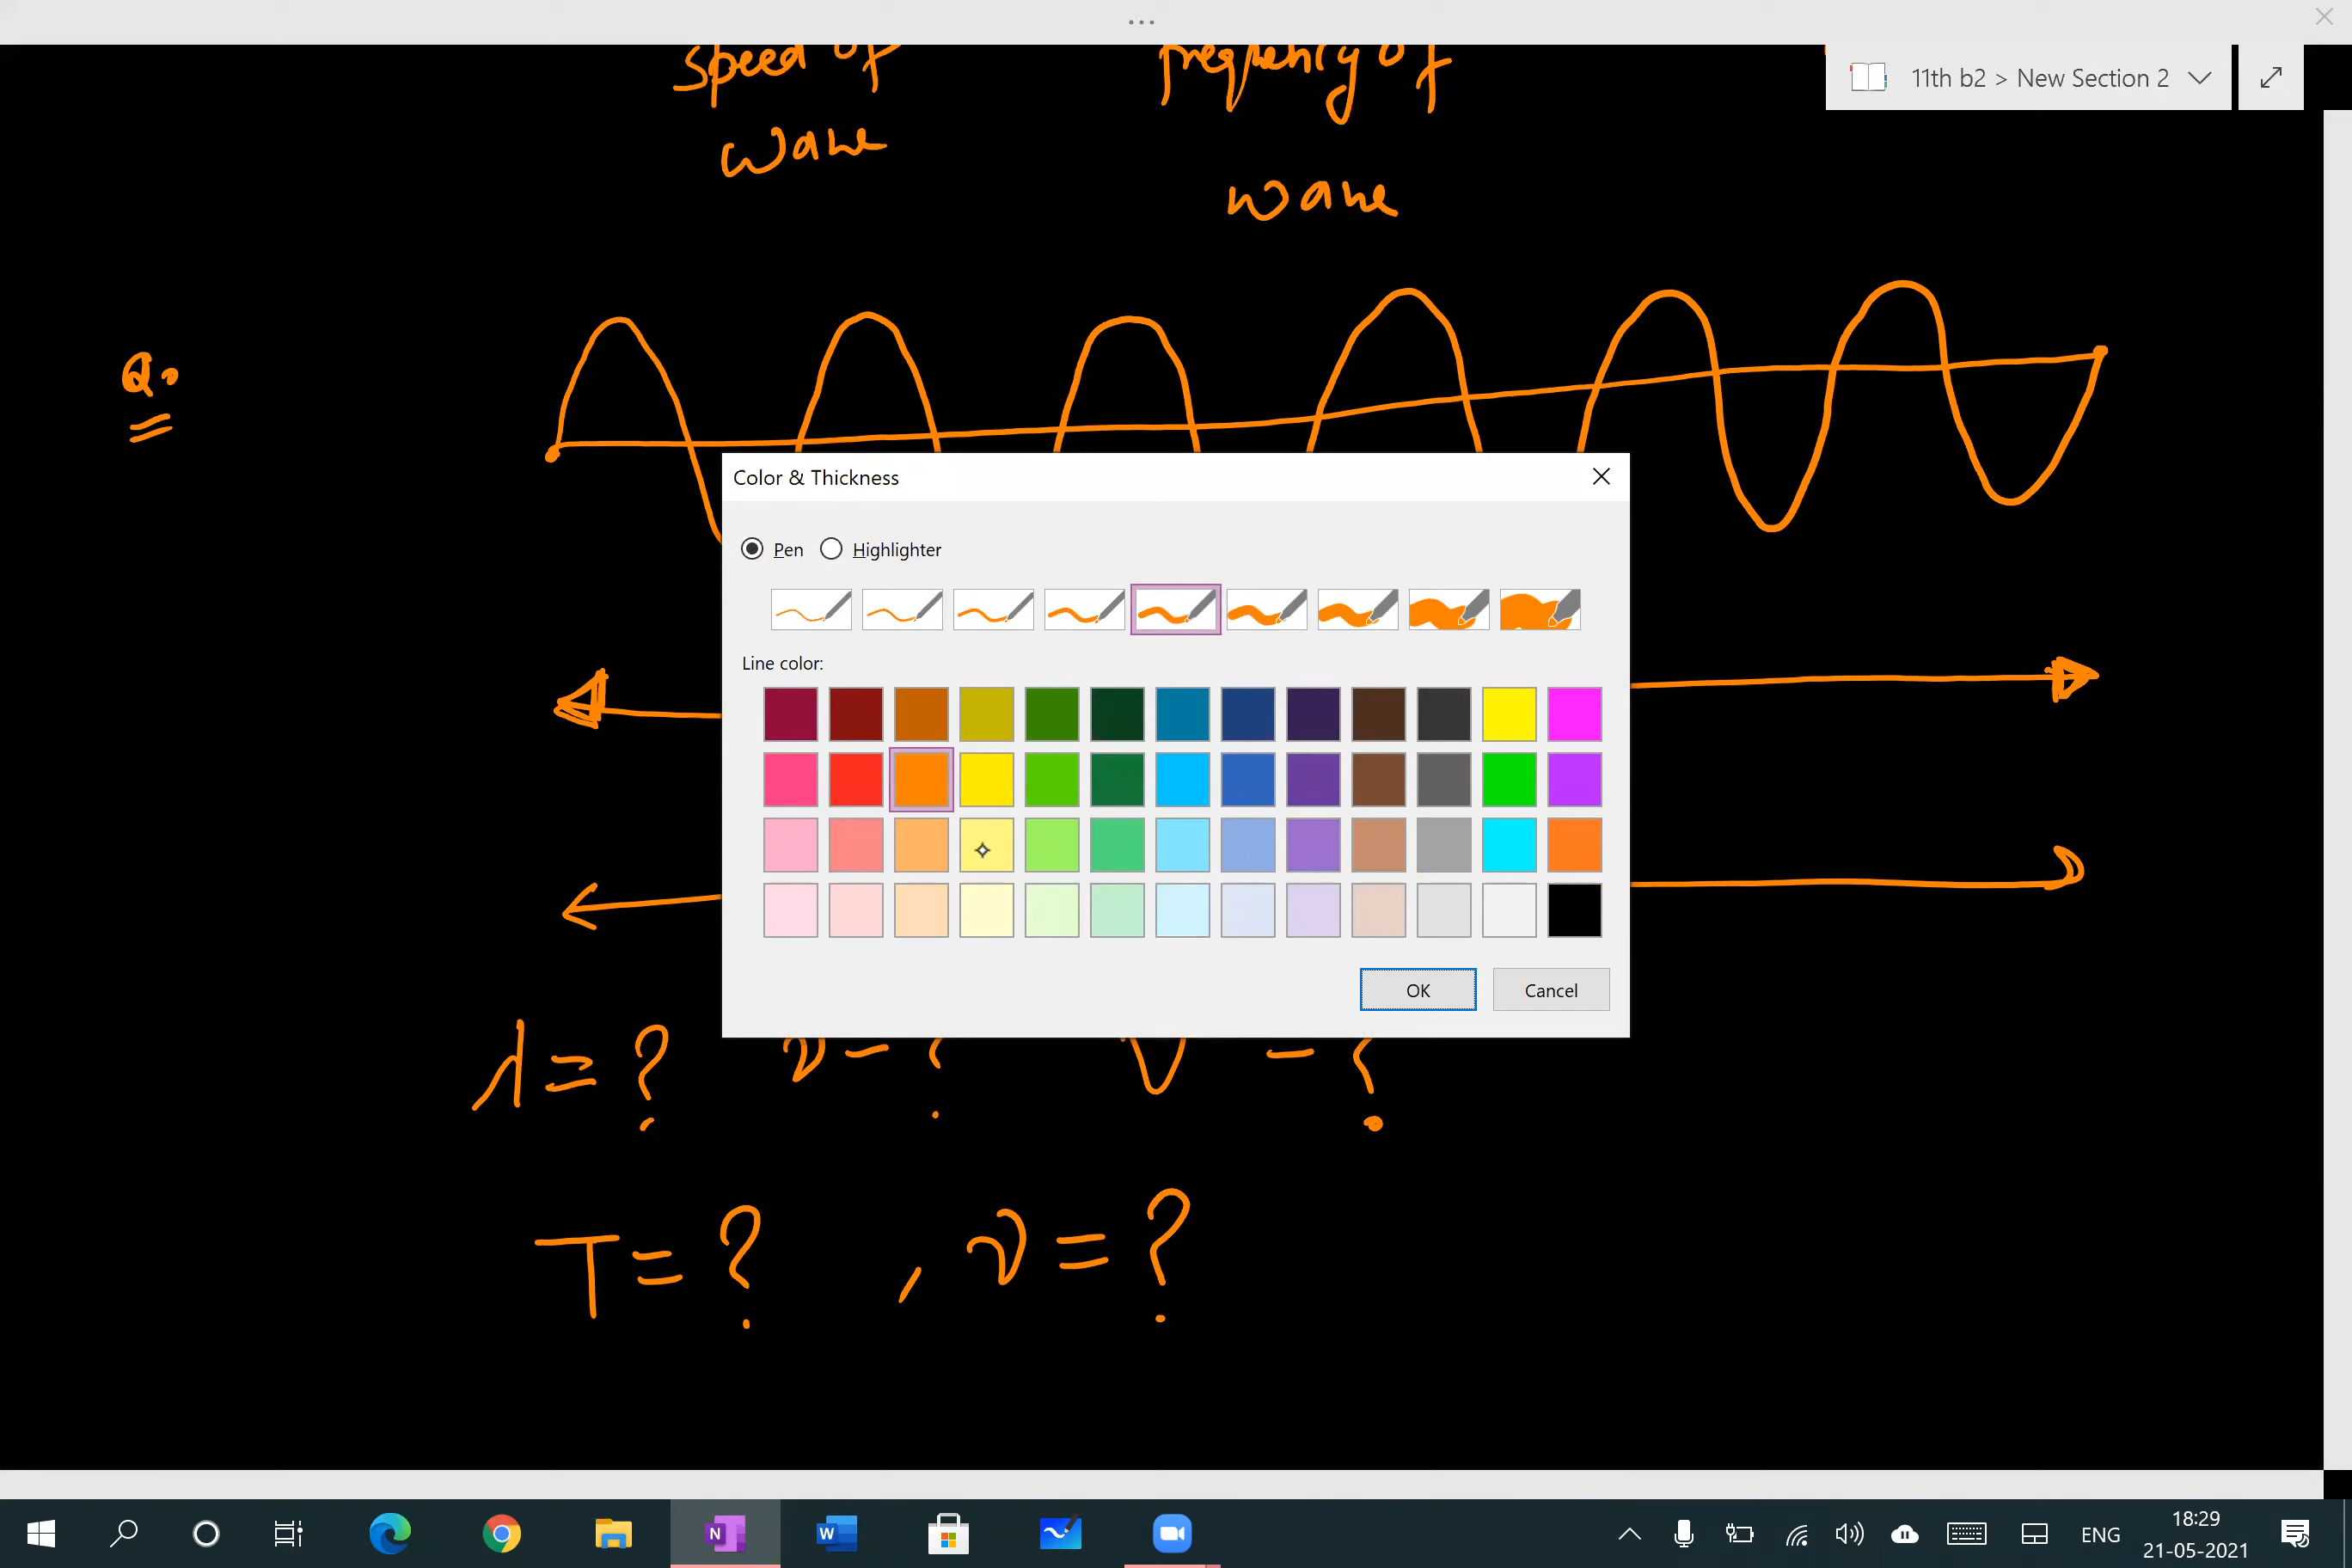 speed of frequency of
11th b2 > New Section 2
wave
wave
Q.
Color & Thickness
Pen Highlighter
Line color:
OK Cancel
λ = ? ν = ? V = ?
T = ? , ν = ?
18:29
ENG
21-05-2021